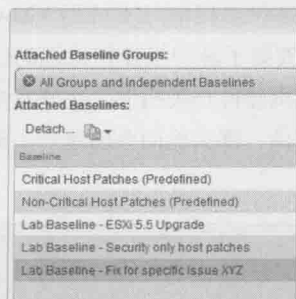 Attached Baseline Groups:
All Groups and Independent Baselines
Attached Baselines:
Detach...
Baseline
Critical Host Patches (Predefined)
Non-Critical Host Patches (Predefined)
Lab Baseline - ESXi 5.5 Upgrade
Lab Baseline - Security only host patches
Lab Baseline - Fix for specific issue XYZ